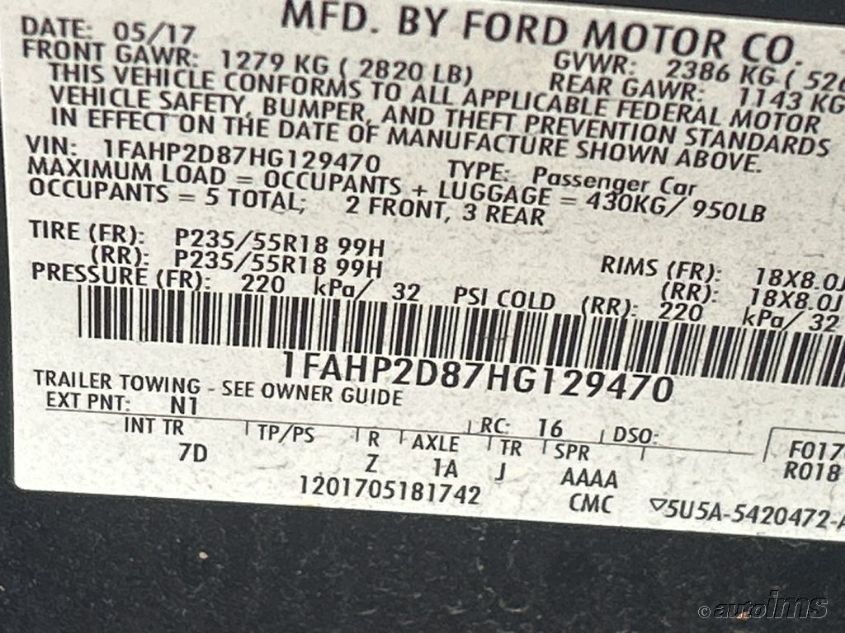 MFD. BY FORD MOTOR CO.
DATE: 05/17 GVWR: 2386 KG ( 526
FRONT GAWR: 1279 KG ( 2820 LB) REAR GAWR: 1143 KG
THIS VEHICLE CONFORMS TO ALL APPLICABLE FEDERAL MOTOR
VEHICLE SAFETY, BUMPER, AND THEFT PREVENTION STANDARDS
IN EFFECT ON THE DATE OF MANUFACTURE SHOWN ABOVE.
VIN: 1FAHP2D87HG129470 TYPE: Passenger Car
MAXIMUM LOAD = OCCUPANTS + LUGGAGE = 430KG/ 950LB
OCCUPANTS = 5 TOTAL; 2 FRONT, 3 REAR
TIRE (FR): P235/55R18 99H RIMS (FR): 18X8.0J
(RR): P235/55R18 99H (RR): 18X8.0J
PRESSURE (FR): 220 kPa/ 32 PSI COLD (RR): 220 kPa/ 32
1FAHP2D87HG129470
TRAILER TOWING - SEE OWNER GUIDE
EXT PNT: N1 RC: 16 DSO:
INT TR TP/PS R AXLE TR SPR F017
7D Z 1A J AAAA R018
1201705181742 CMC 5U5A-5420472-A
© autoims